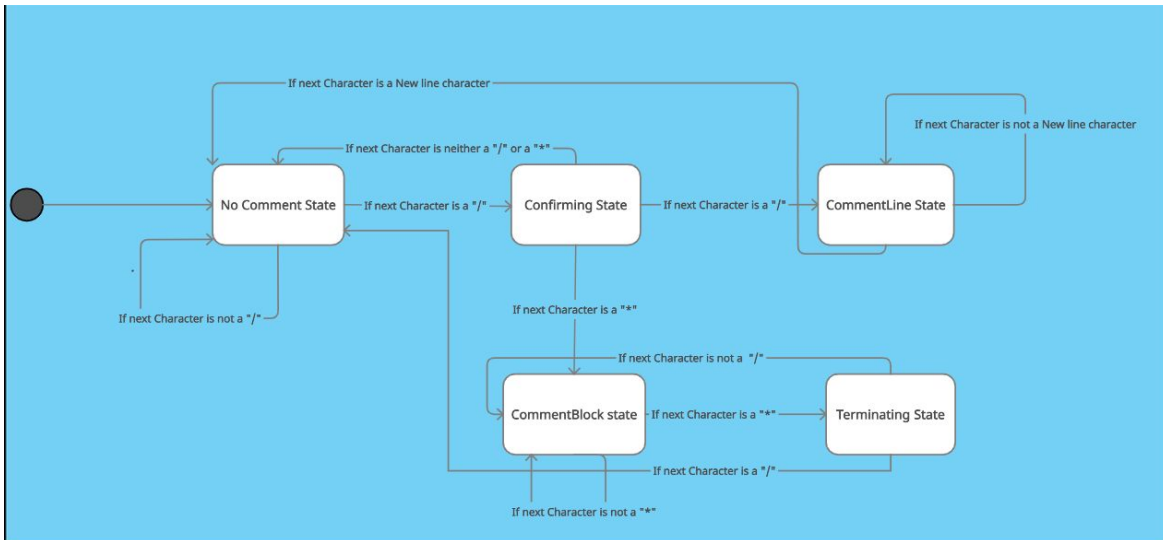 If next Character is a New line character
If next Character is not a New line character
If next Character is neither a "/" or a "*"
No Comment State
If next Character is a "/"
Confirming State
If next Character is a "/"
CommentLine State
If next Character is a "*"
If next Character is not a "/"
If next Character is not a "/"
CommentBlock state
If next Character is a "*"
Terminating State
If next Character is a "/"
If next Character is not a "*"